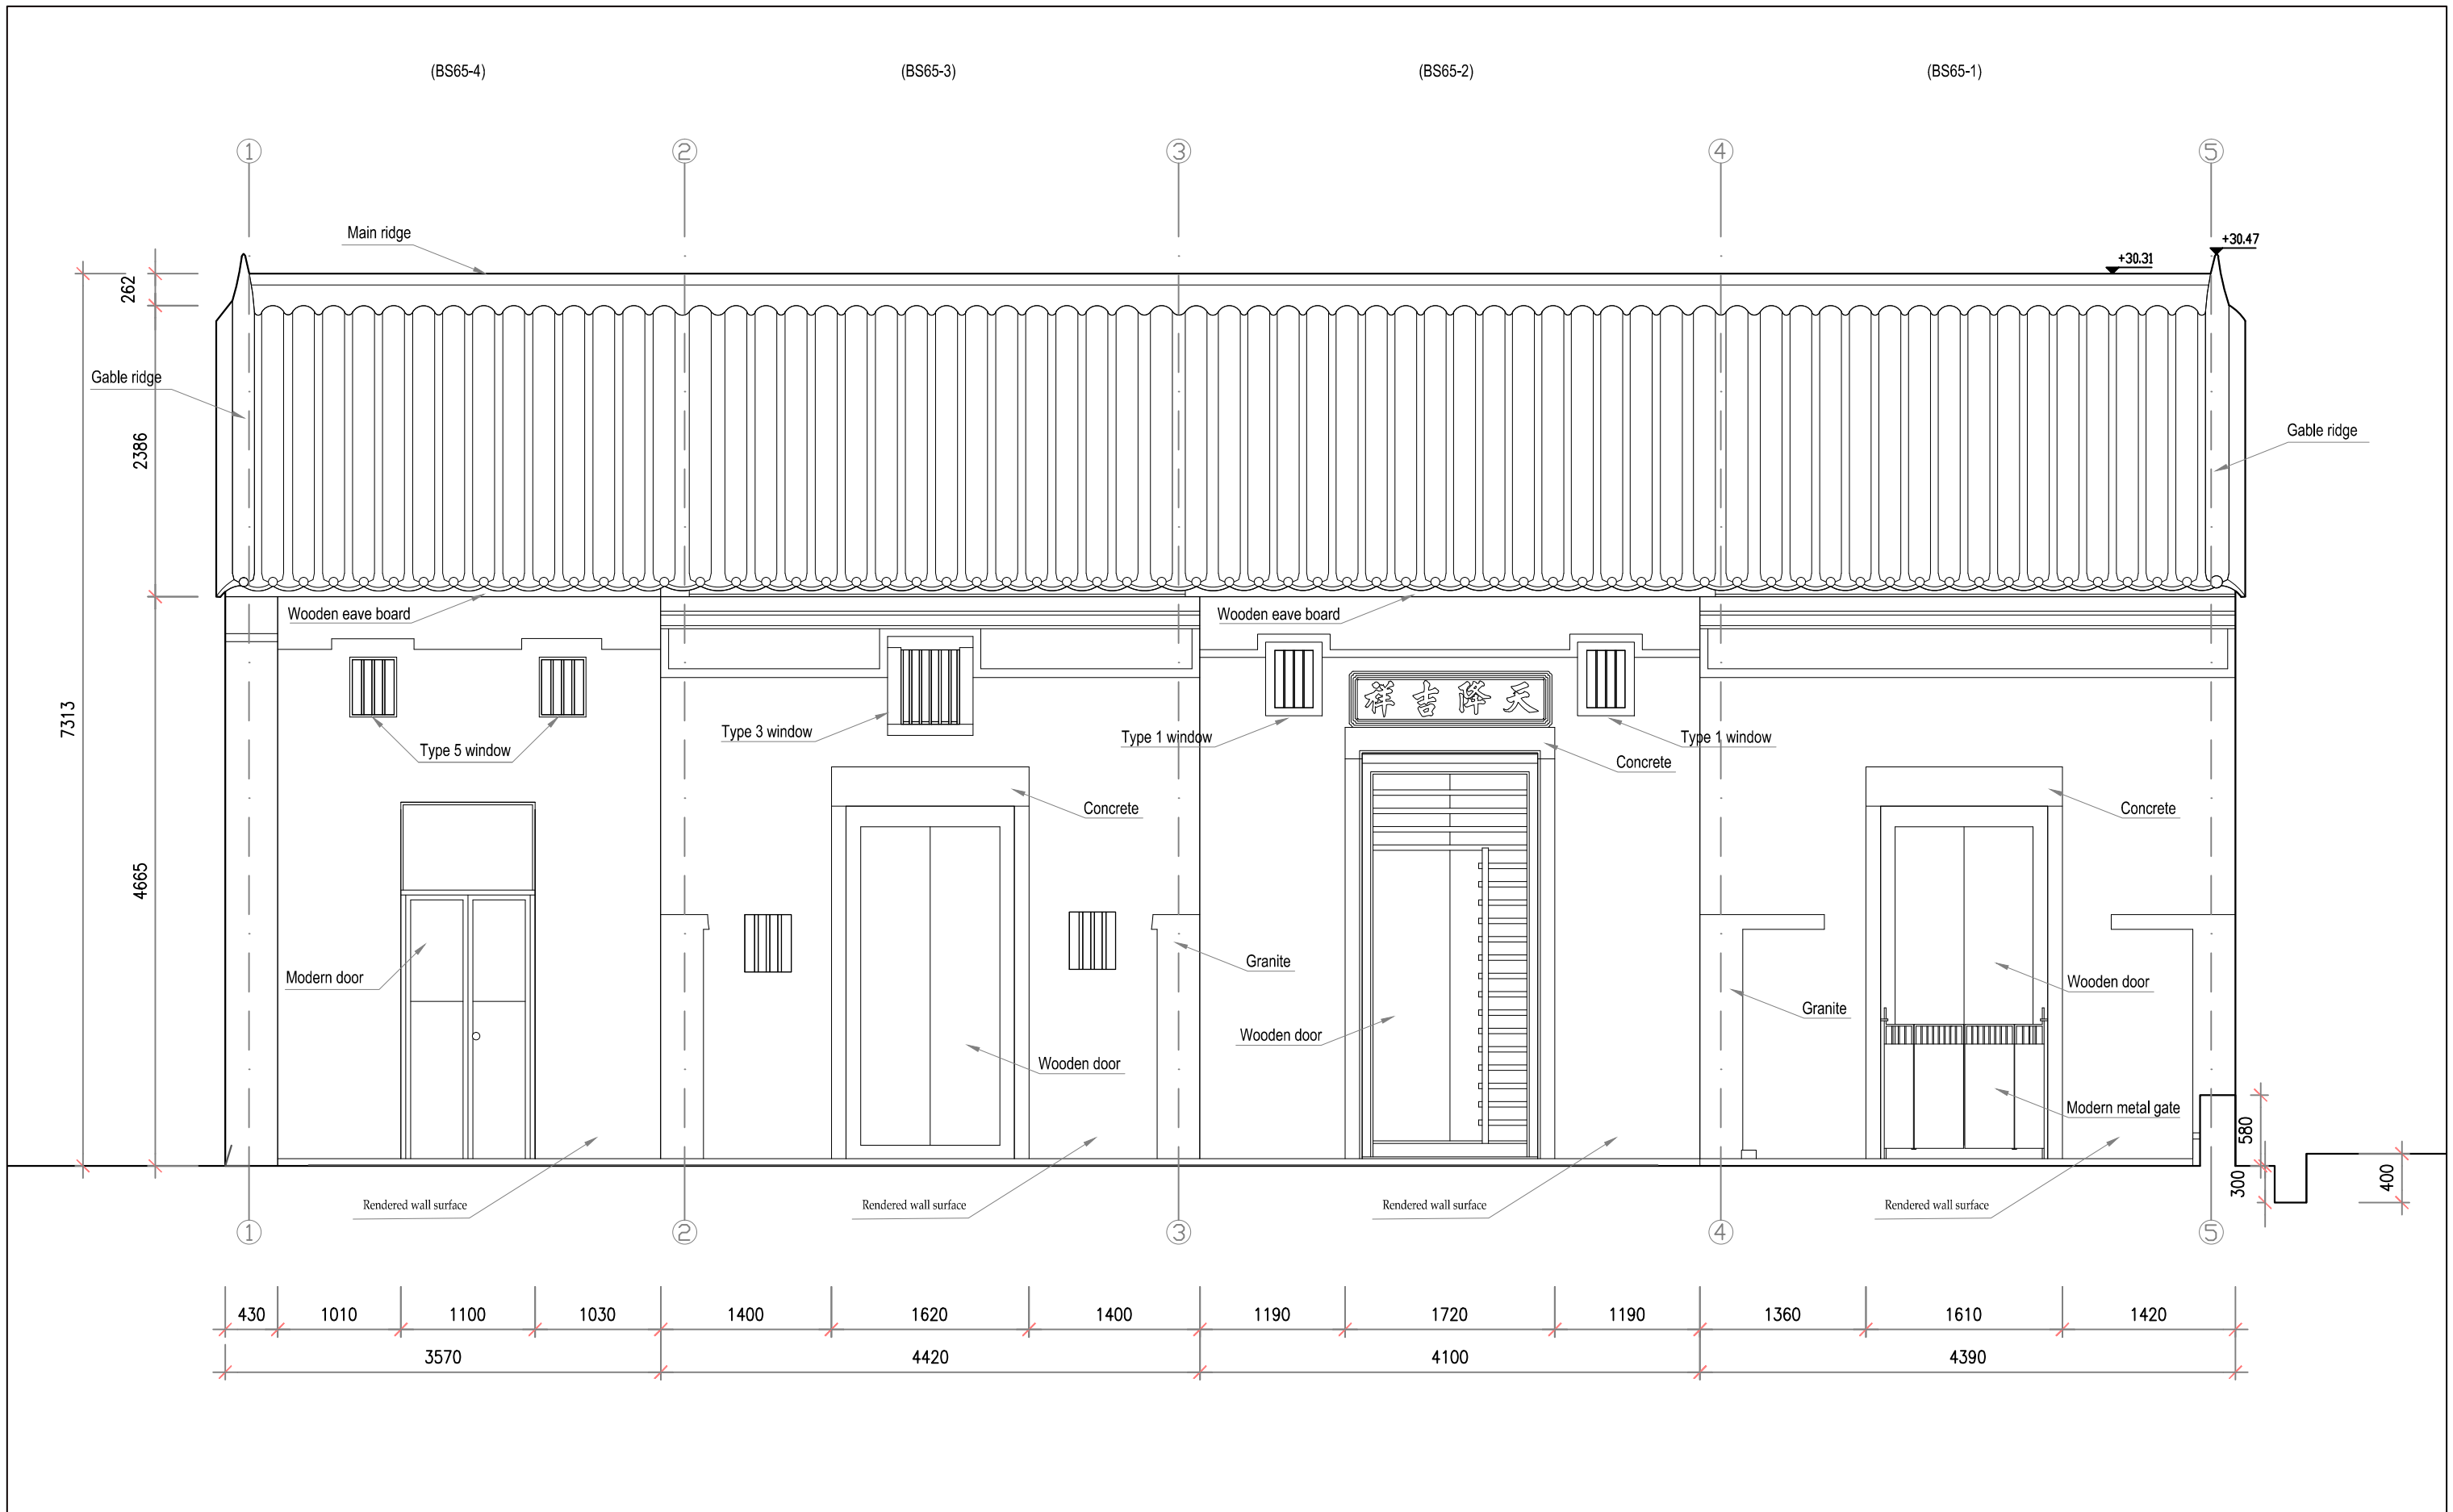 (BS65-4) (BS65-3) (BS65-2) (BS65-1)
1 2 3 4 5
Main ridge
+30.47
+30.31
262
Gable ridge
Gable ridge
2386
Wooden eave board
Wooden eave board
祥吉降天
7313
Type 5 window
Type 3 window
Type 1 window
Type 1 window
Concrete
Concrete
Concrete
4665
Modern door
Granite
Granite
Wooden door
Wooden door
Wooden door
Modern metal gate
580
300
400
Rendered wall surface
Rendered wall surface
Rendered wall surface
Rendered wall surface
1 2 3 4 5
430 1010 1100 1030 1400 1620 1400 1190 1720 1190 1360 1610 1420
3570 4420 4100 4390